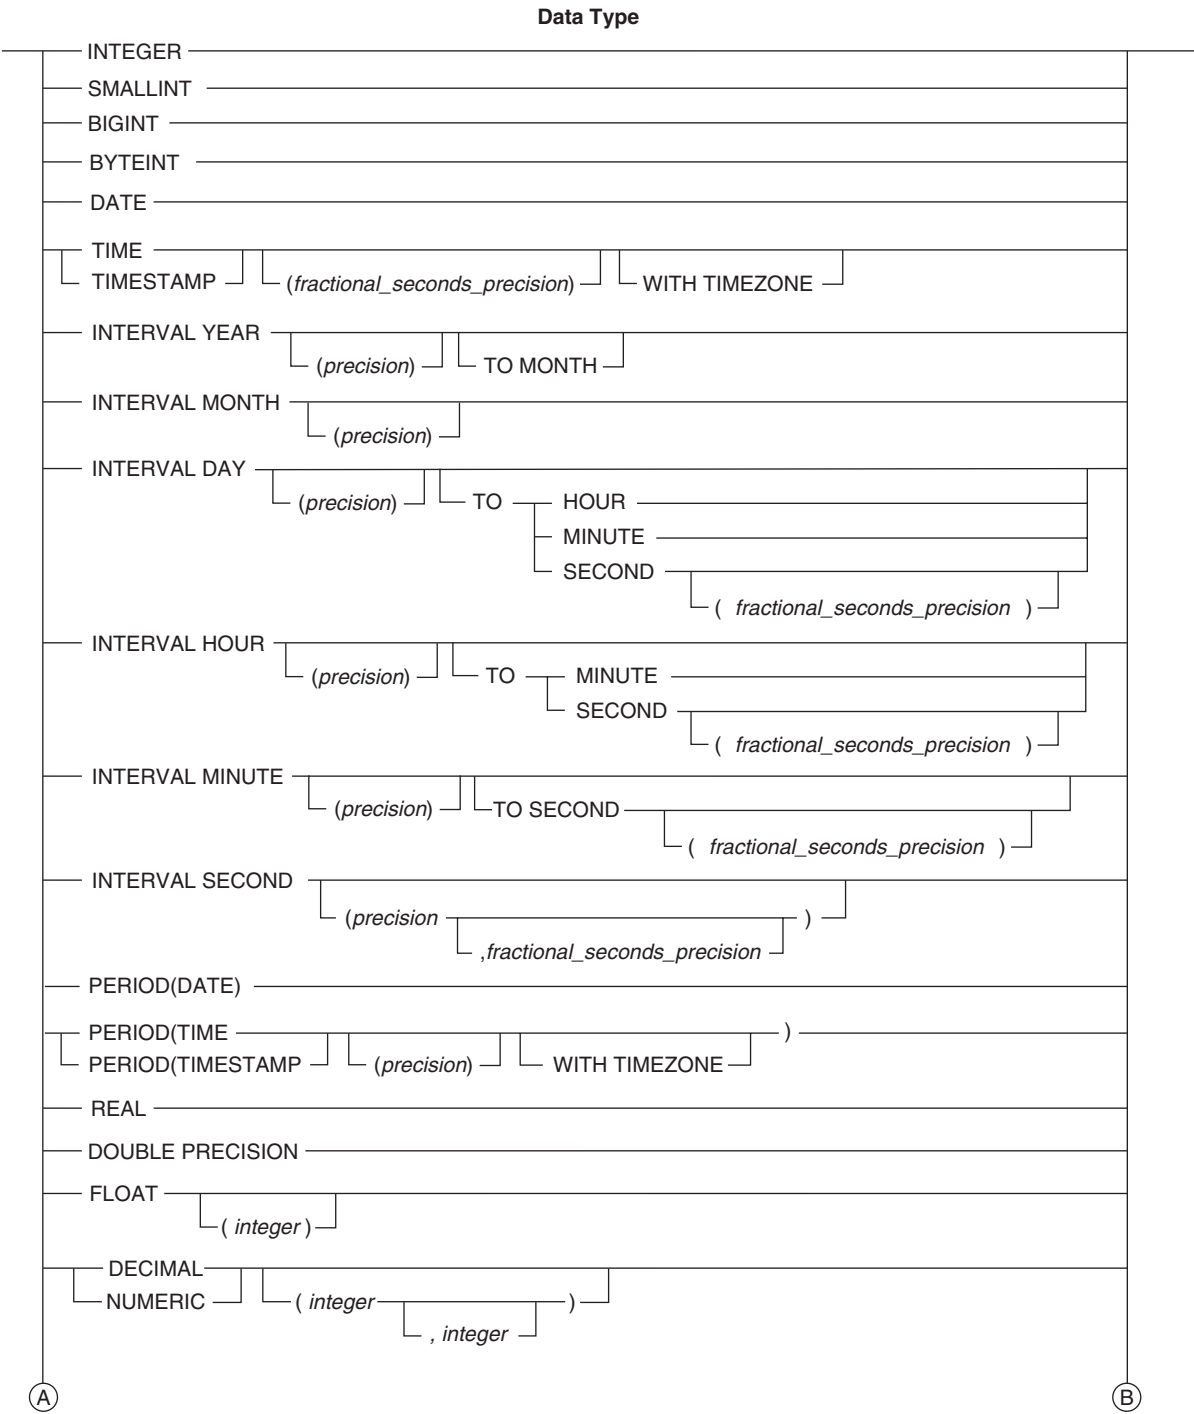 Data Type
INTEGER
SMALLINT
BIGINT
BYTEINT
DATE
TIME
TIMESTAMP (fractional_seconds_precision) WITH TIMEZONE
INTERVAL YEAR
(precision) TO MONTH
INTERVAL MONTH
(precision)
INTERVAL DAY
(precision) TO HOUR
MINUTE
SECOND
( fractional_seconds_precision )
INTERVAL HOUR
(precision) TO MINUTE
SECOND
( fractional_seconds_precision )
INTERVAL MINUTE
(precision) TO SECOND
( fractional_seconds_precision )
INTERVAL SECOND
(precision )
,fractional_seconds_precision
PERIOD(DATE)
PERIOD(TIME )
PERIOD(TIMESTAMP (precision) WITH TIMEZONE
REAL
DOUBLE PRECISION
FLOAT
( integer )
DECIMAL
NUMERIC ( integer )
, integer
A B